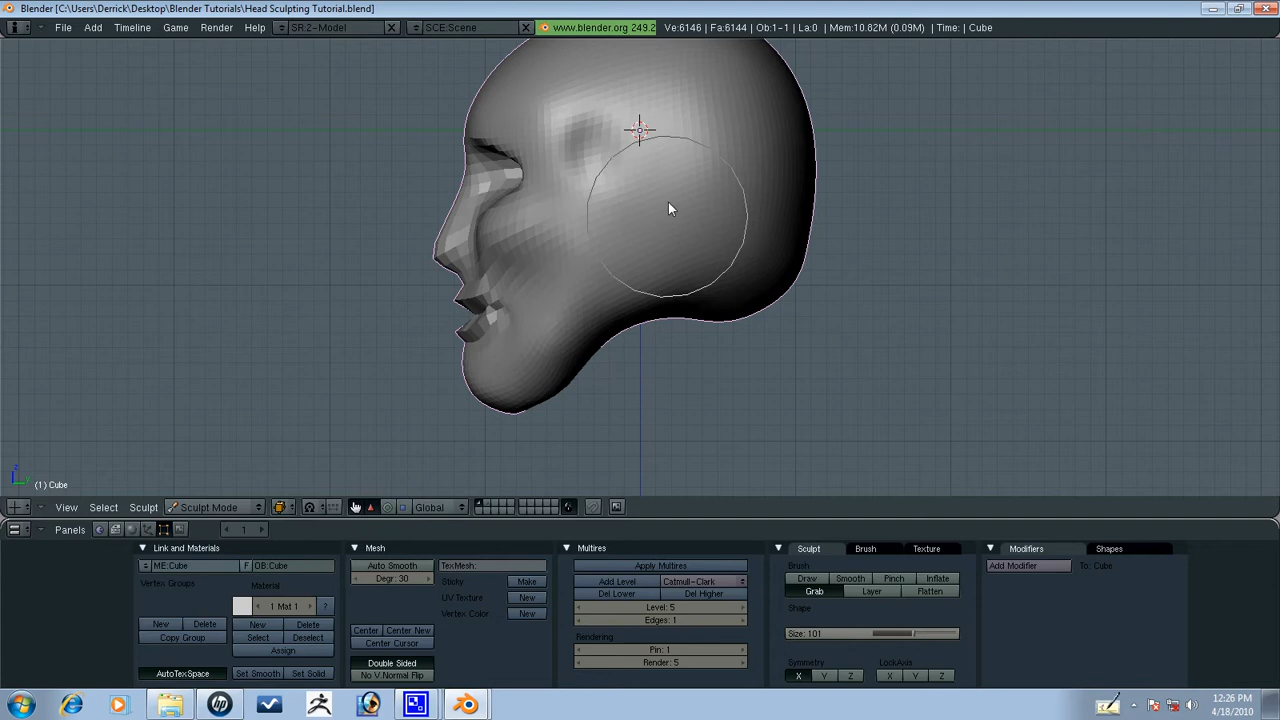 Blender [C:\Users\Derrick\Desktop\Blender Tutorials\Head Sculpting Tutorial.blend]
File Add Timeline Game Render Help SR:2-Model SCE:Scene www.blender.org 249.2 Ve:6146 | Fa:6144 | Ob:1-1 | La:0 | Mem:10.82M (0.09M) | Time: | Cube
z
y
(1) Cube
View Select Sculpt Sculpt Mode Global
Panels 1
Link and Materials Mesh Multires Sculpt Brush Texture Modifiers Shapes
ME:Cube F OB:Cube Auto Smooth TexMesh: Apply Multires Brush Add Modifier To: Cube
Vertex Groups Material Degr: 30 Sticky Make Add Level Catmull-Clark Draw Smooth Pinch Inflate
1 Mat 1 ? UV Texture New Del Lower Del Higher Grab Layer Flatten
Vertex Color New Level: 5 Shape
New Delete New Delete Center Center New Edges: 1 Size: 101
Copy Group Select Deselect Center Cursor Rendering
Assign Pin: 1 Symmetry LockAxis
AutoTexSpace Set Smooth Set Solid Double Sided Render: 5 X Y Z X Y Z
No V.Normal Flip
hp
12:26 PM
4/18/2010